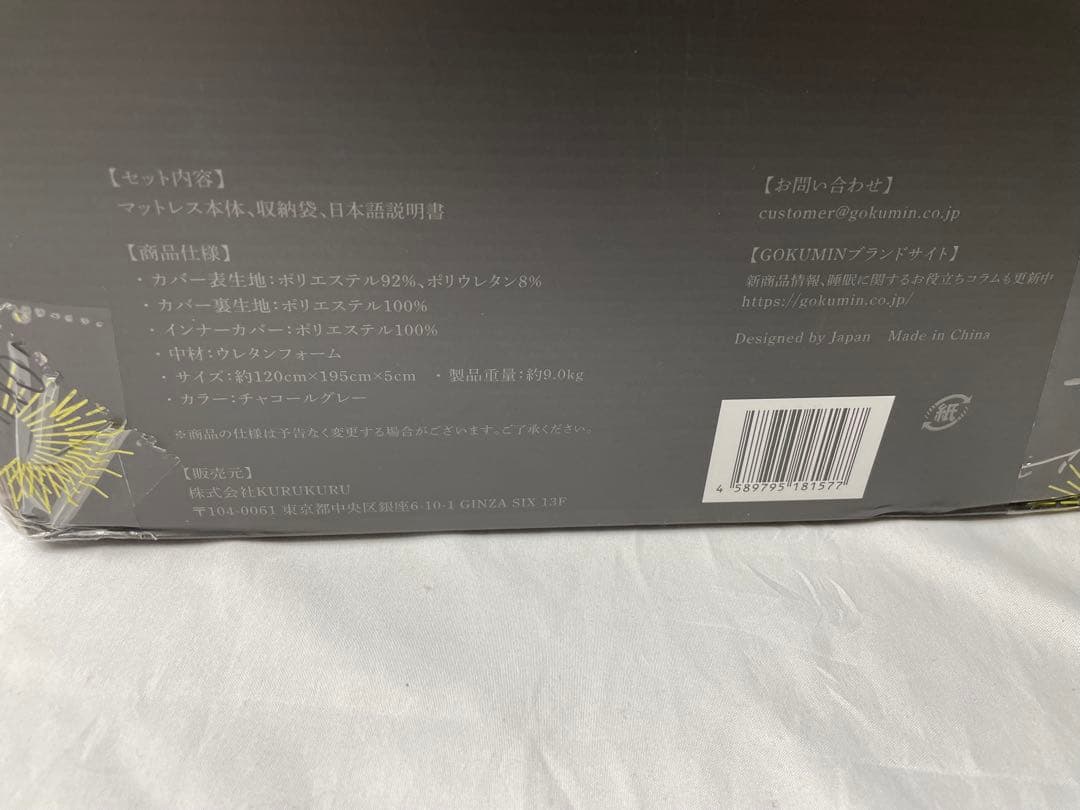 【セット内容】
マットレス本体、収納袋、日本語説明書
【商品仕様】
・カバー表生地:ポリエステル92%、ポリウレタン8%
・カバー裏生地:ポリエステル100%
・インナーカバー:ポリエステル100%
・中材:ウレタンフォーム
・サイズ:約120cm×195cm×5cm ・製品重量:約9.0kg
・カラー:チャコールグレー
※商品の仕様は予告なく変更する場合がございます。ご了承ください。
【販売元】
株式会社KURUKURU
〒104-0061 東京都中央区銀座6-10-1 GINZA SIX 13F
【お問い合わせ】
customer@gokumin.co.jp
【GOKUMINブランドサイト】
新商品情報、睡眠に関するお役立ちコラムも更新中
https://gokumin.co.jp/
Designed by Japan Made in China
紙
4 589795 181577